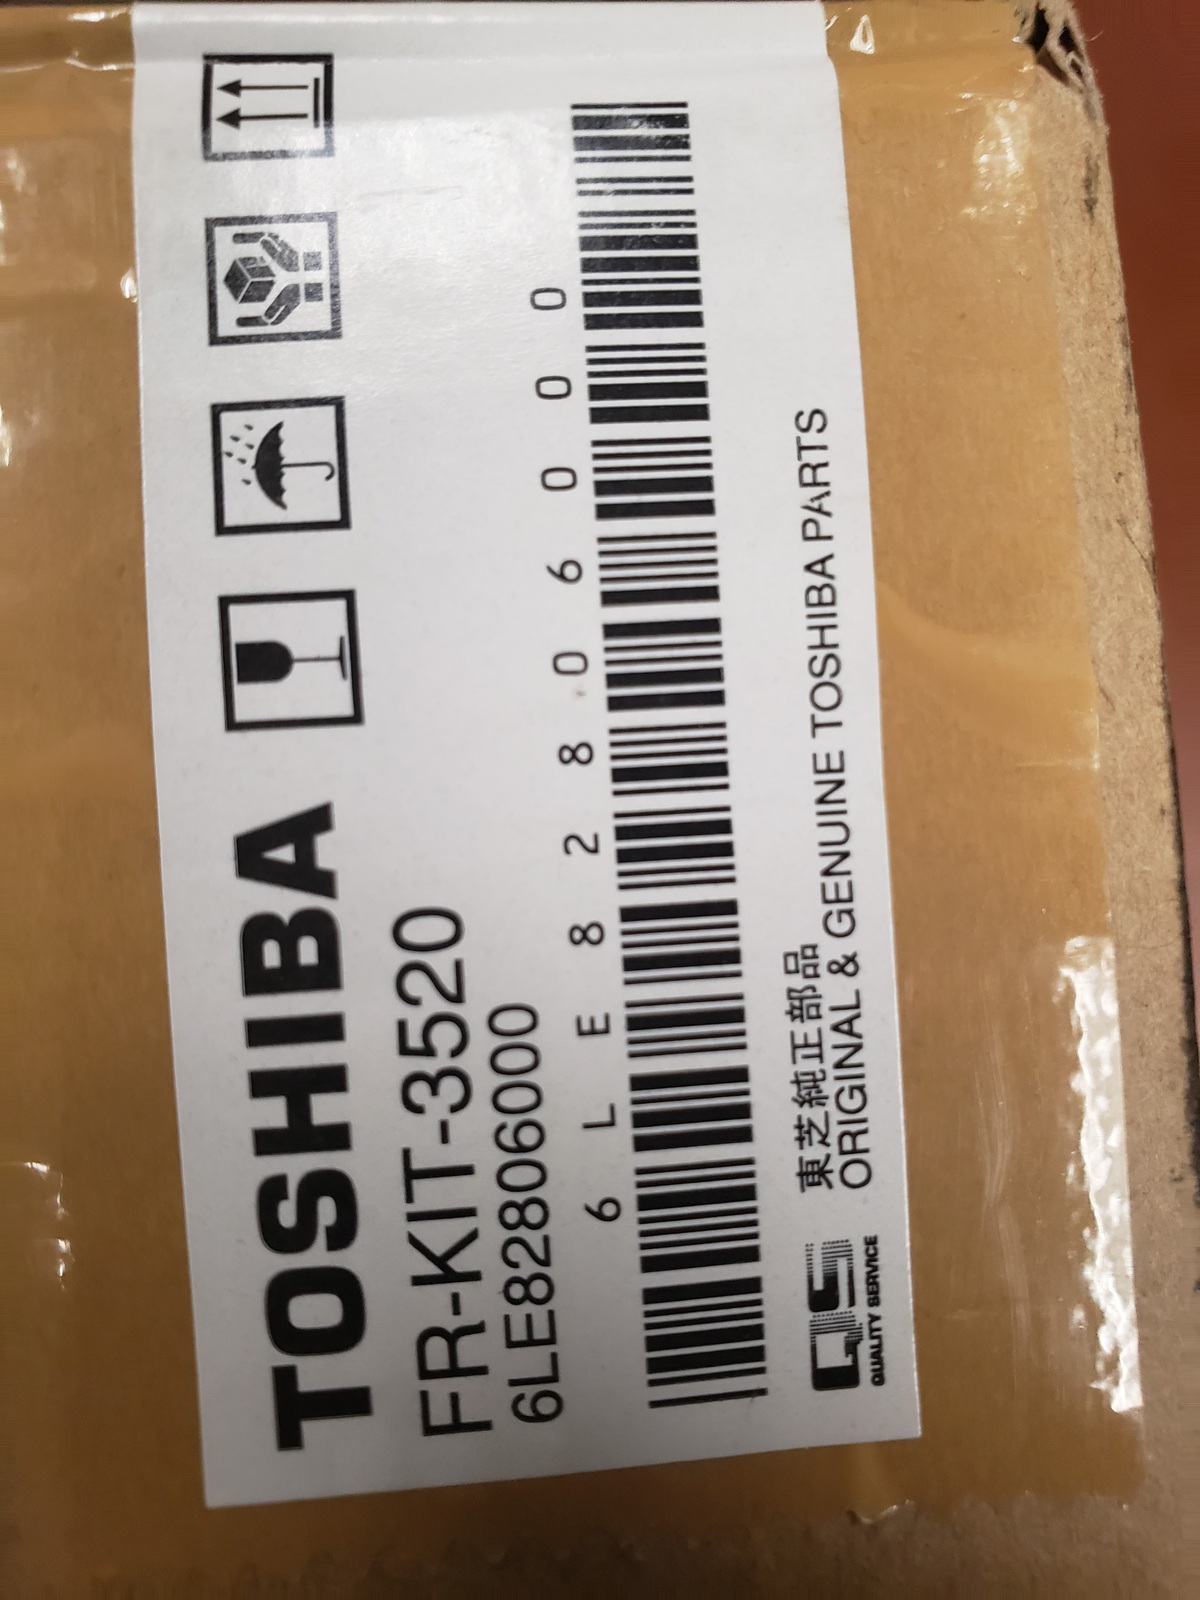 TOSHIBA
FR-KIT-3520
6LE82806000
6 L E 8 2 8 0 6 0 0 0
QS
QUALITY SERVICE
東芝純正部品
ORIGINAL & GENUINE TOSHIBA PARTS